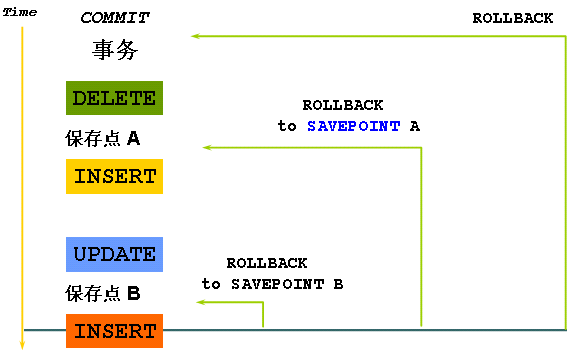 Time
COMMIT
ROLLBACK
事务
DELETE
ROLLBACK
to SAVEPOINT A
保存点 A
INSERT
UPDATE
ROLLBACK
to SAVEPOINT B
保存点 B
INSERT